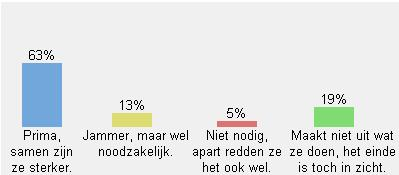 63%
Prima,
samen zijn
ze sterker.
13%
Jammer, maar wel
noodzakelijk.
5%
Niet nodig,
apart redden ze
het ook wel.
19%
Maakt niet uit wat
ze doen, het einde
is toch in zicht.